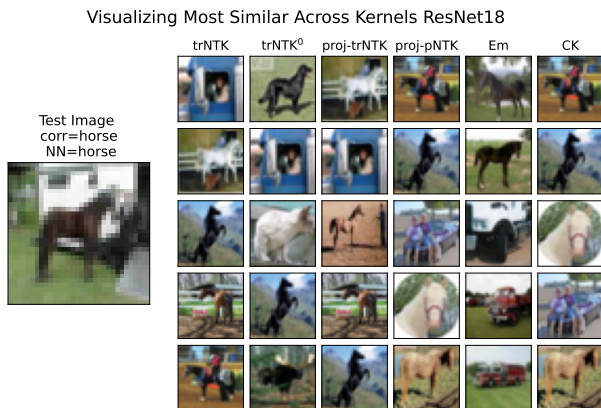 Visualizing Most Similar Across Kernels ResNet18
trNTK trNTK⁰ proj-trNTK proj-pNTK Em CK
Test Image
corr=horse
NN=horse